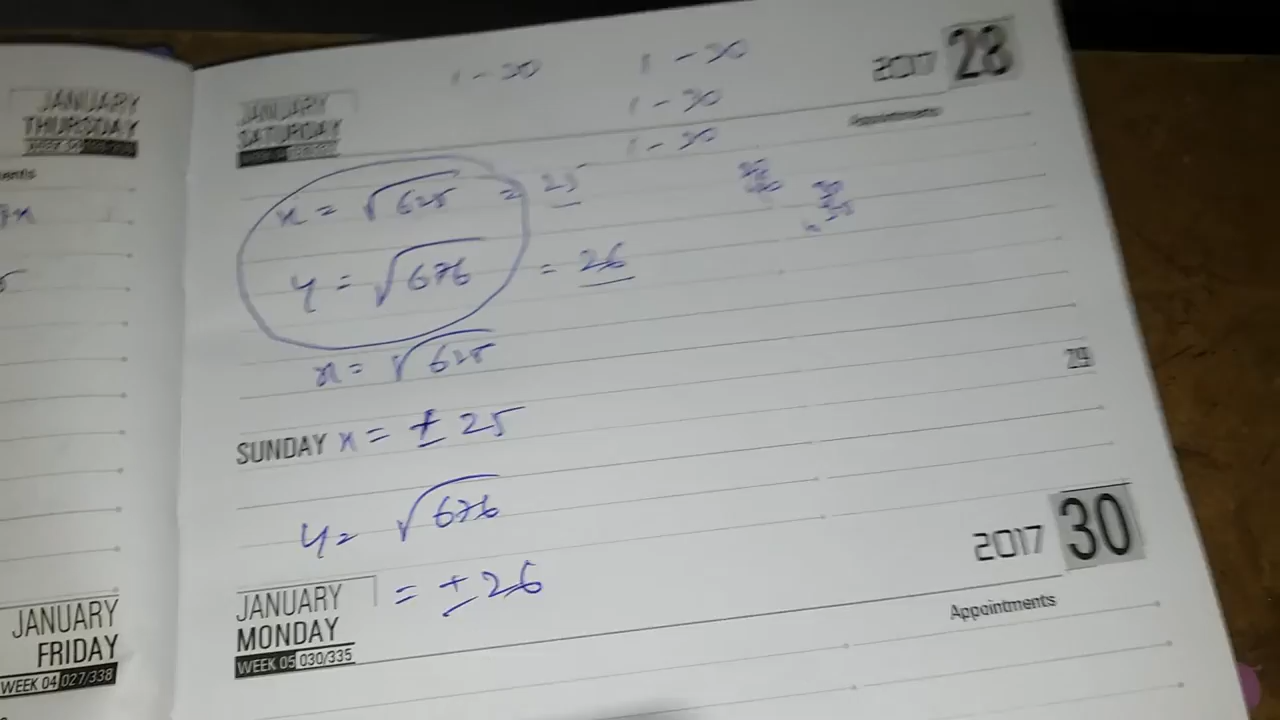 JANUARY
THURSDAY
JANUARY
FRIDAY
WEEK 04 027/338
1-30 1-30
1-30
1-30
JANUARY
SATURDAY
2017 28
Appointments
x = √625 = 25
y = √676 = 26
x = √625
29
SUNDAY x = ± 25
y = √676
= ± 26
JANUARY
MONDAY
WEEK 05 030/335
2017 30
Appointments